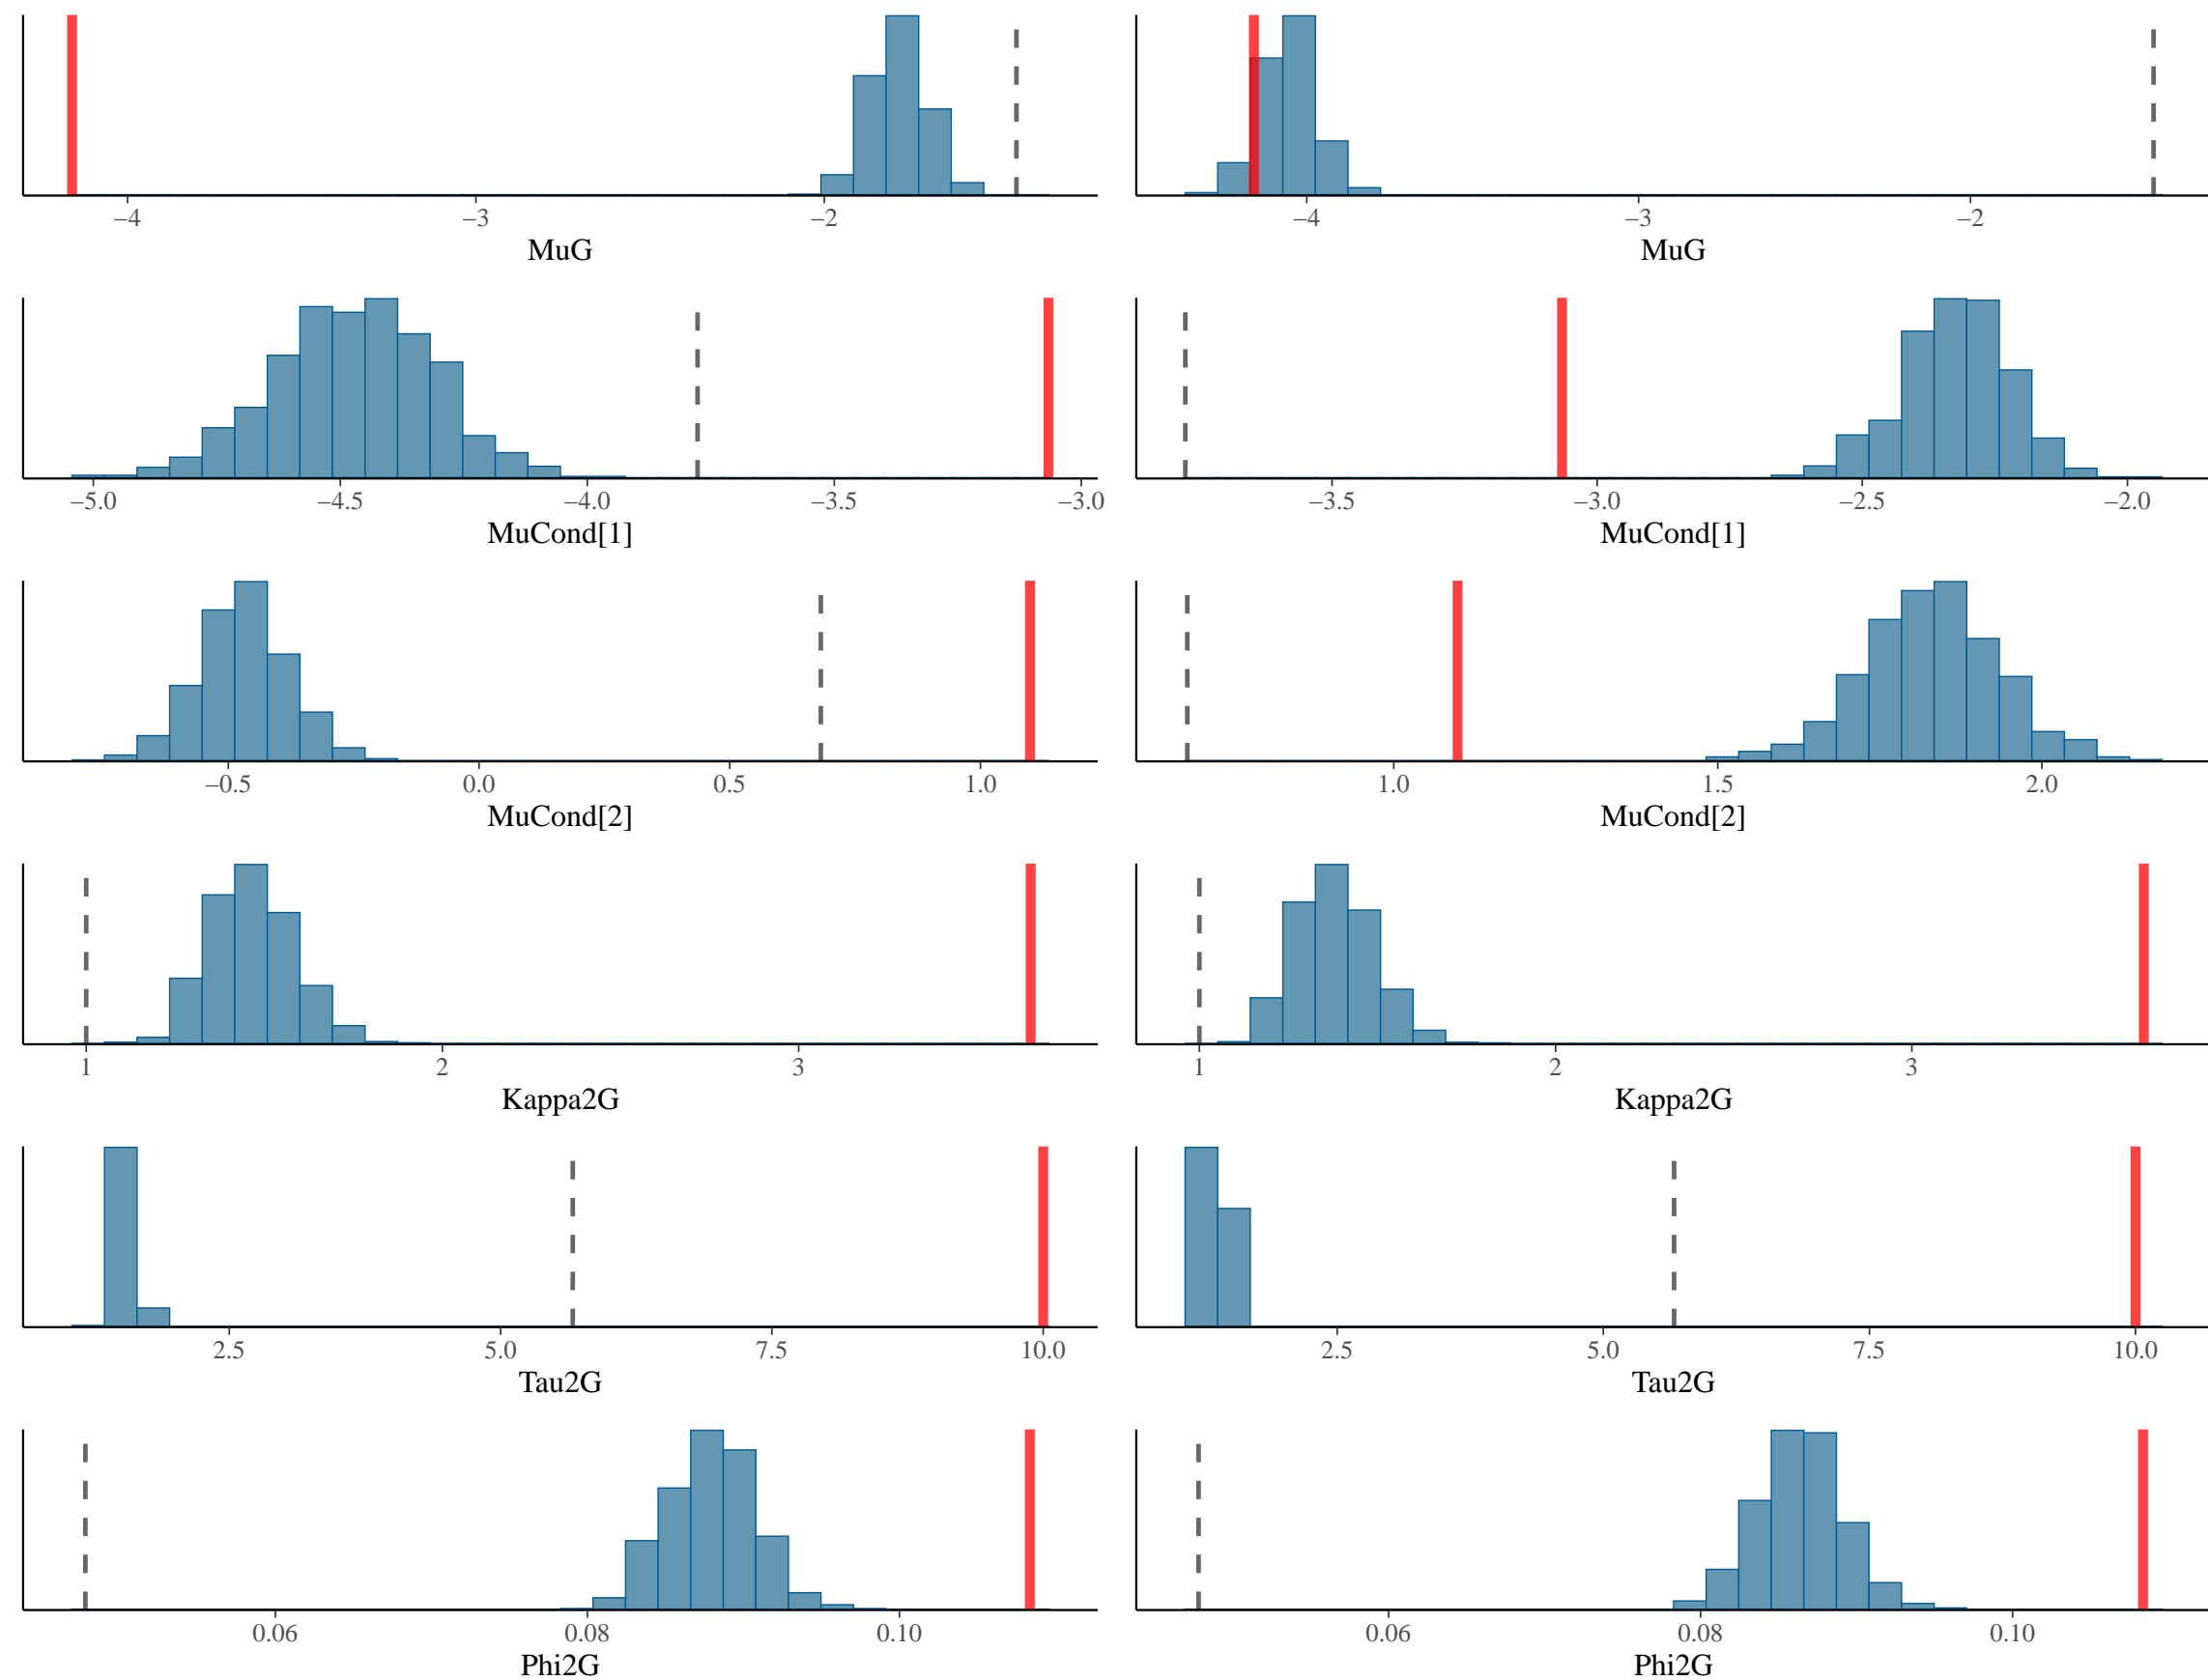 −4 −3 −2 −4 −3 −2
MuG MuG
−5.0 −4.5 −4.0 −3.5 −3.0 −3.5 −3.0 −2.5 −2.0
MuCond[1] MuCond[1]
−0.5 0.0 0.5 1.0 1.0 1.5 2.0
MuCond[2] MuCond[2]
1 2 3 1 2 3
Kappa2G Kappa2G
2.5 5.0 7.5 10.0 2.5 5.0 7.5 10.0
Tau2G Tau2G
0.06 0.08 0.10 0.06 0.08 0.10
Phi2G Phi2G